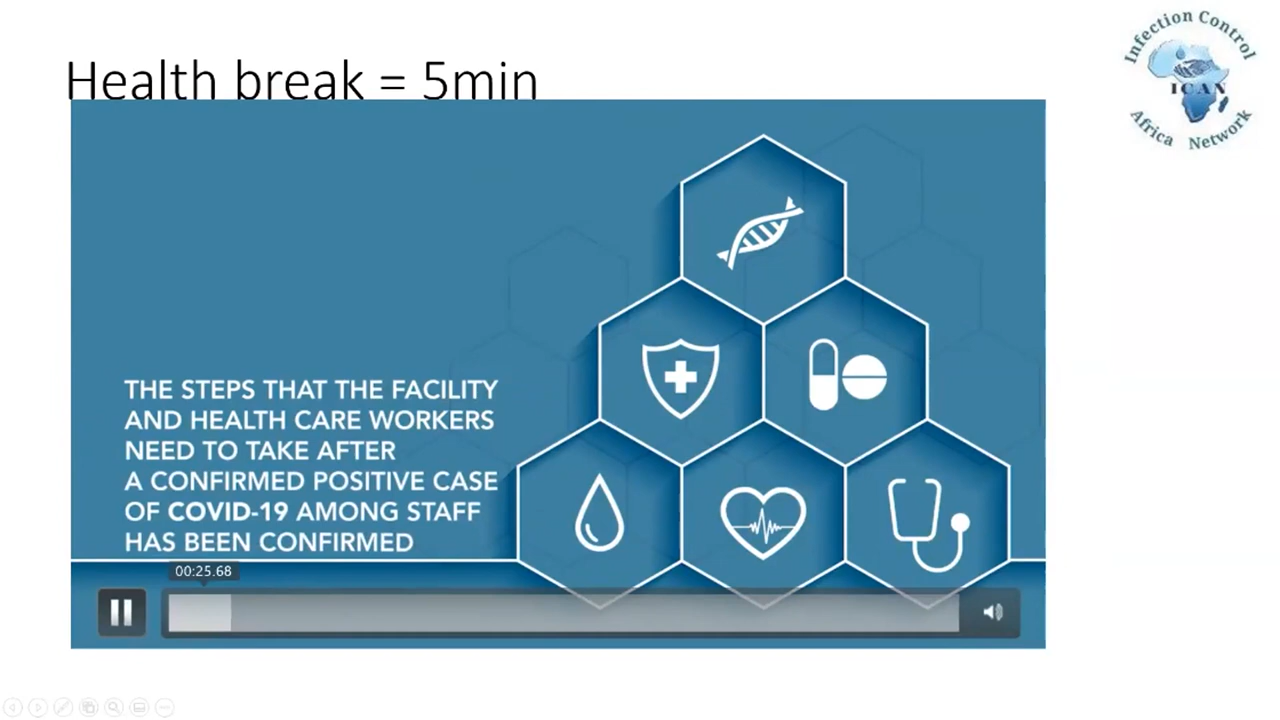 Health break = 5min
Infection Control
ICAN
Africa Network
THE STEPS THAT THE FACILITY
AND HEALTH CARE WORKERS
NEED TO TAKE AFTER
A CONFIRMED POSITIVE CASE
OF COVID-19 AMONG STAFF
HAS BEEN CONFIRMED
00:25.68